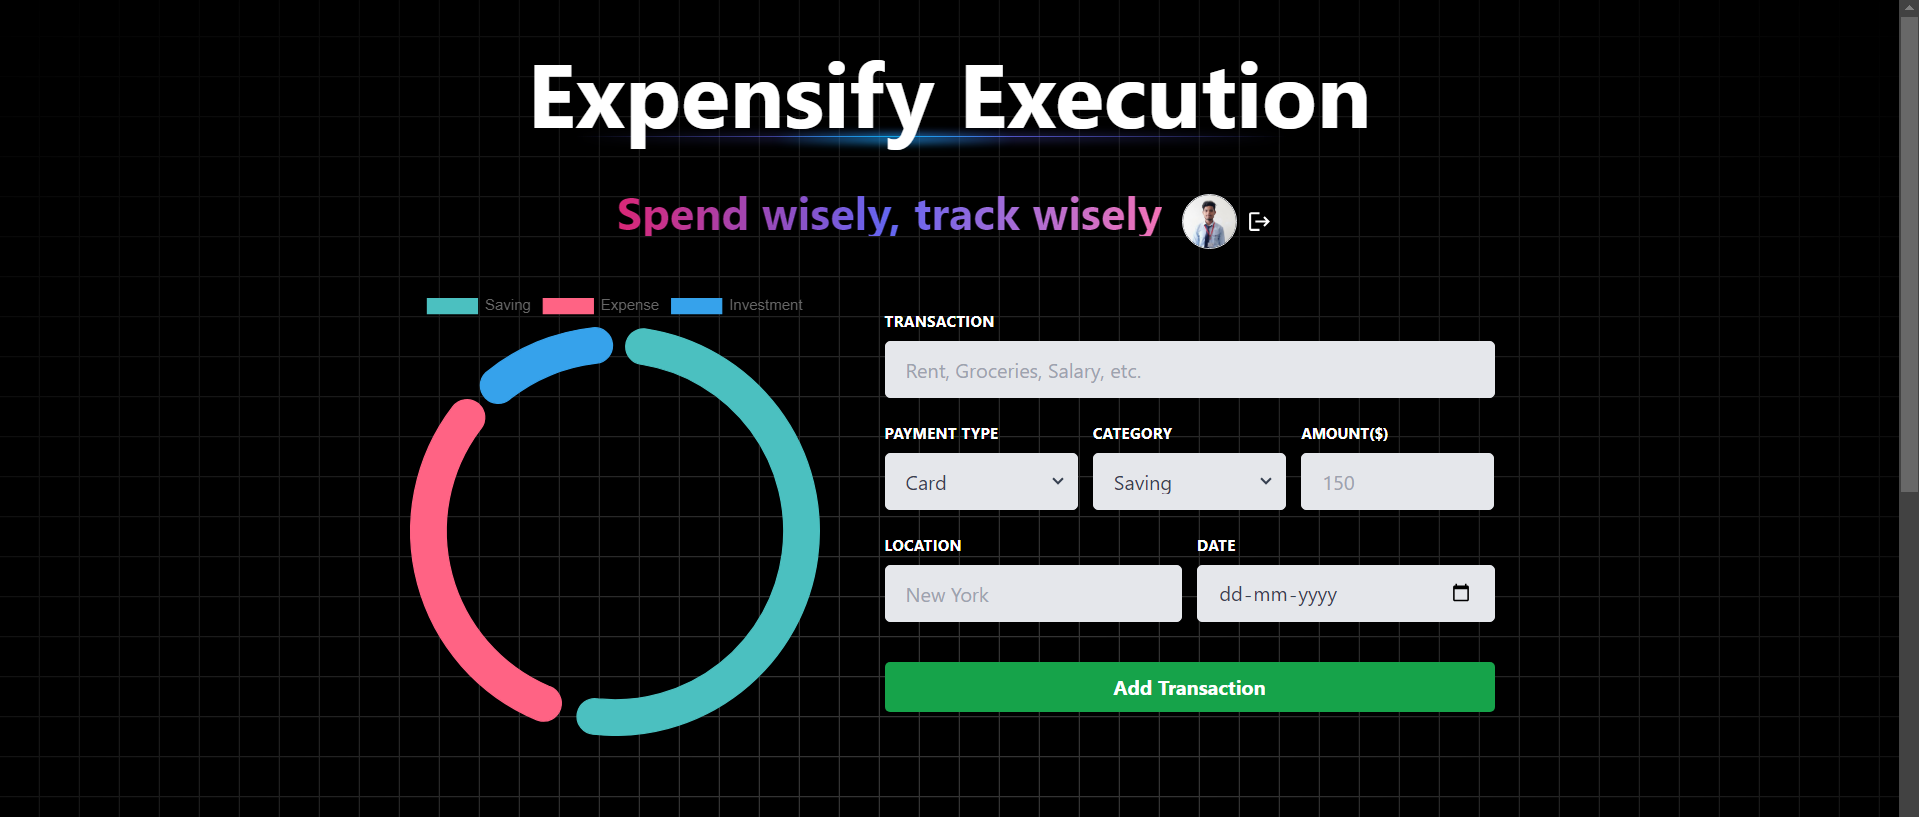 Expensify Execution
Spend wisely, track wisely
Saving Expense Investment
TRANSACTION
Rent, Groceries, Salary, etc.
PAYMENT TYPE CATEGORY AMOUNT($)
Card Saving 150
LOCATION DATE
New York dd-mm-yyyy
Add Transaction